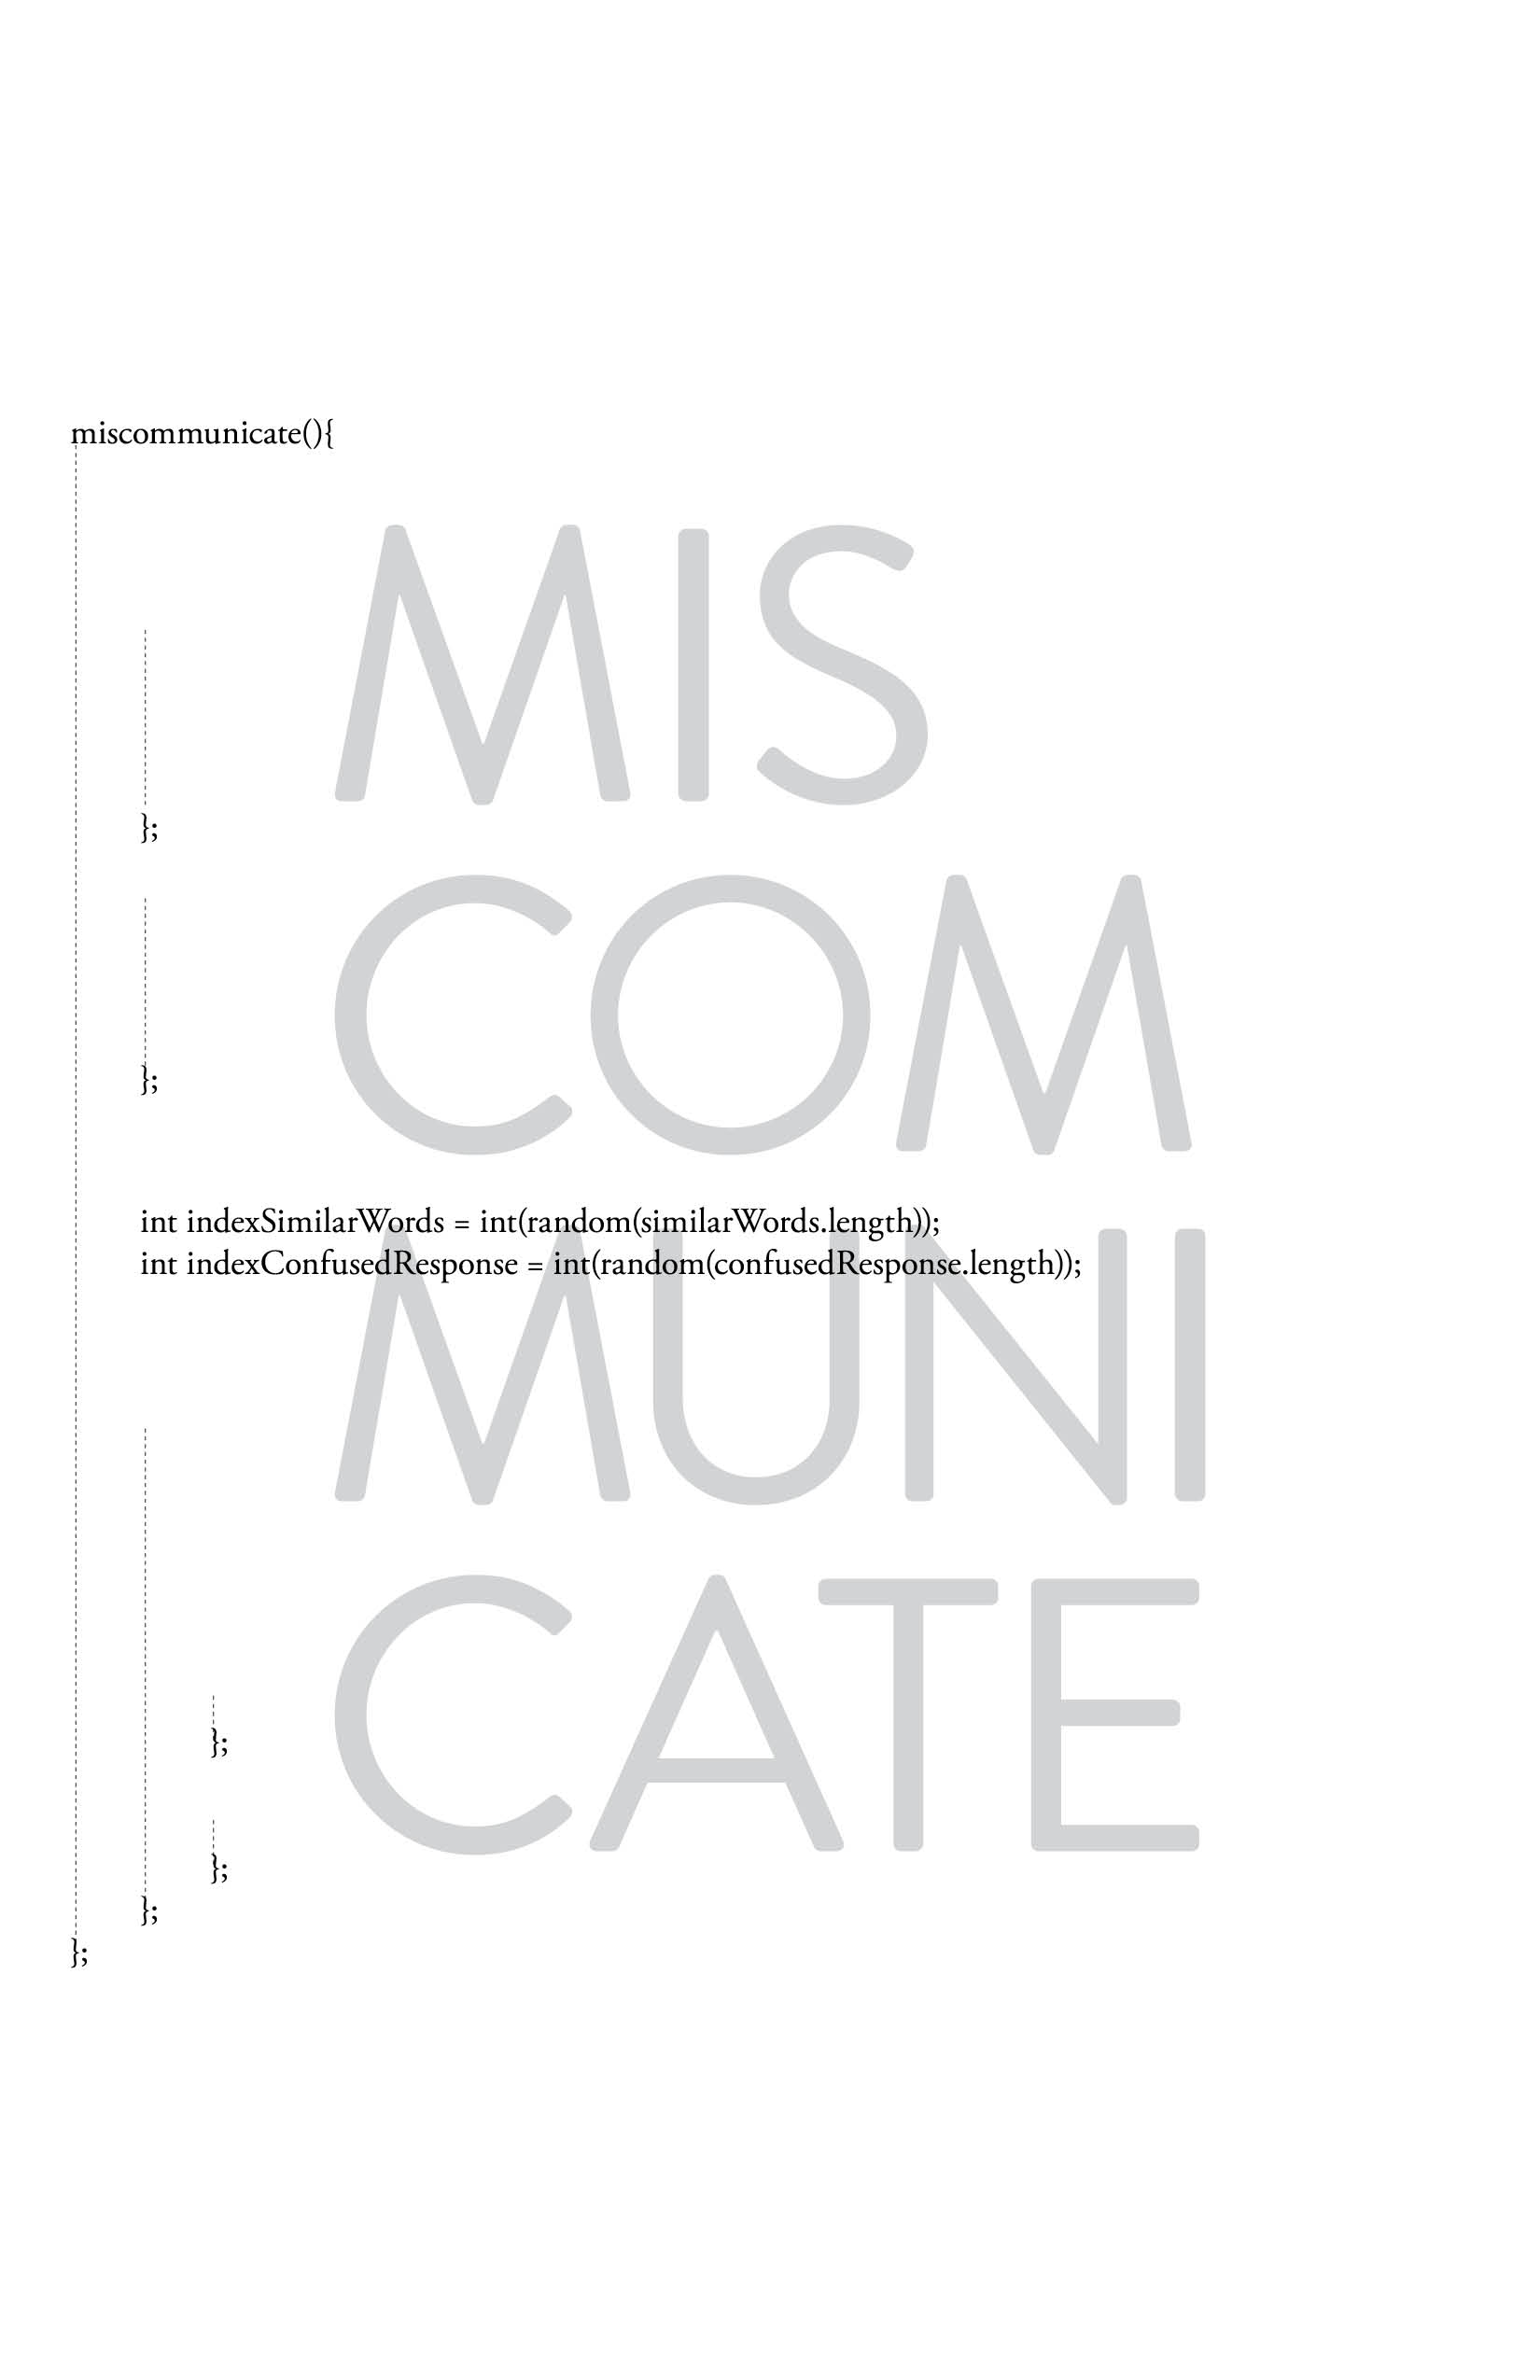 miscommunicate(){
MIS
};
COM
};
int indexSimilarWords = int(random(similarWords.length));
int indexConfusedResponse = int(random(confusedResponse.length));
MUNI
CATE
};
};
};
};